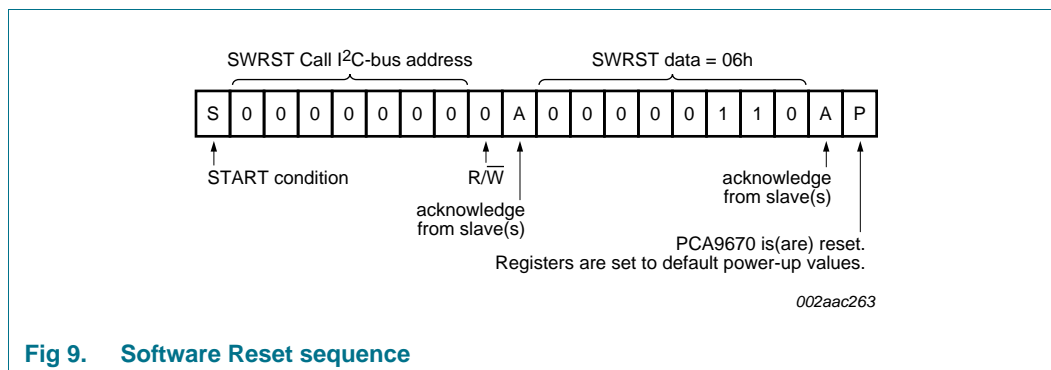 SWRST Call I2C-bus address SWRST data = 06h
S 0 0 0 0 0 0 0 0 A 0 0 0 0 0 1 1 0 A P
START condition R/W acknowledge
acknowledge from slave(s)
from slave(s)
PCA9670 is(are) reset.
Registers are set to default power-up values.
002aac263
Fig 9. Software Reset sequence